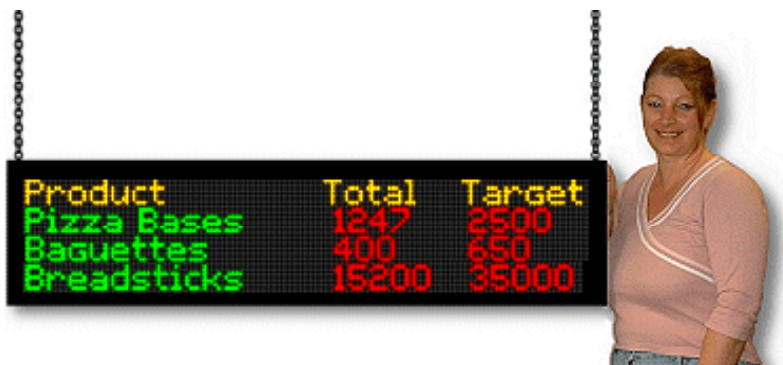 Product Total Target
Pizza Bases 1247 2500
Baguettes 400 650
Breadsticks 15200 35000